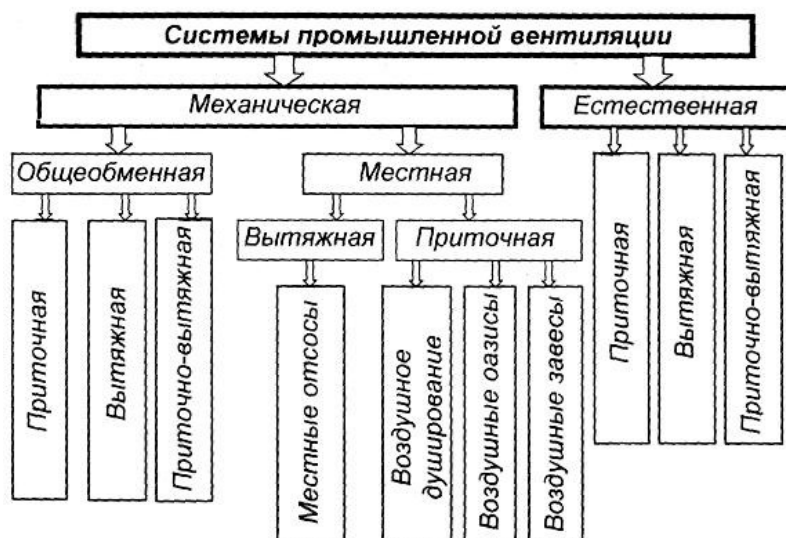 Системы промышленной вентиляции
Механическая
Естественная
Общеобменная
Местная
Вытяжная
Приточная
Приточная
Вытяжная
Приточно-вытяжная
Местные отсосы
Воздушное
душирование
Воздушные оазисы
Воздушные завесы
Приточная
Вытяжная
Приточно-вытяжная